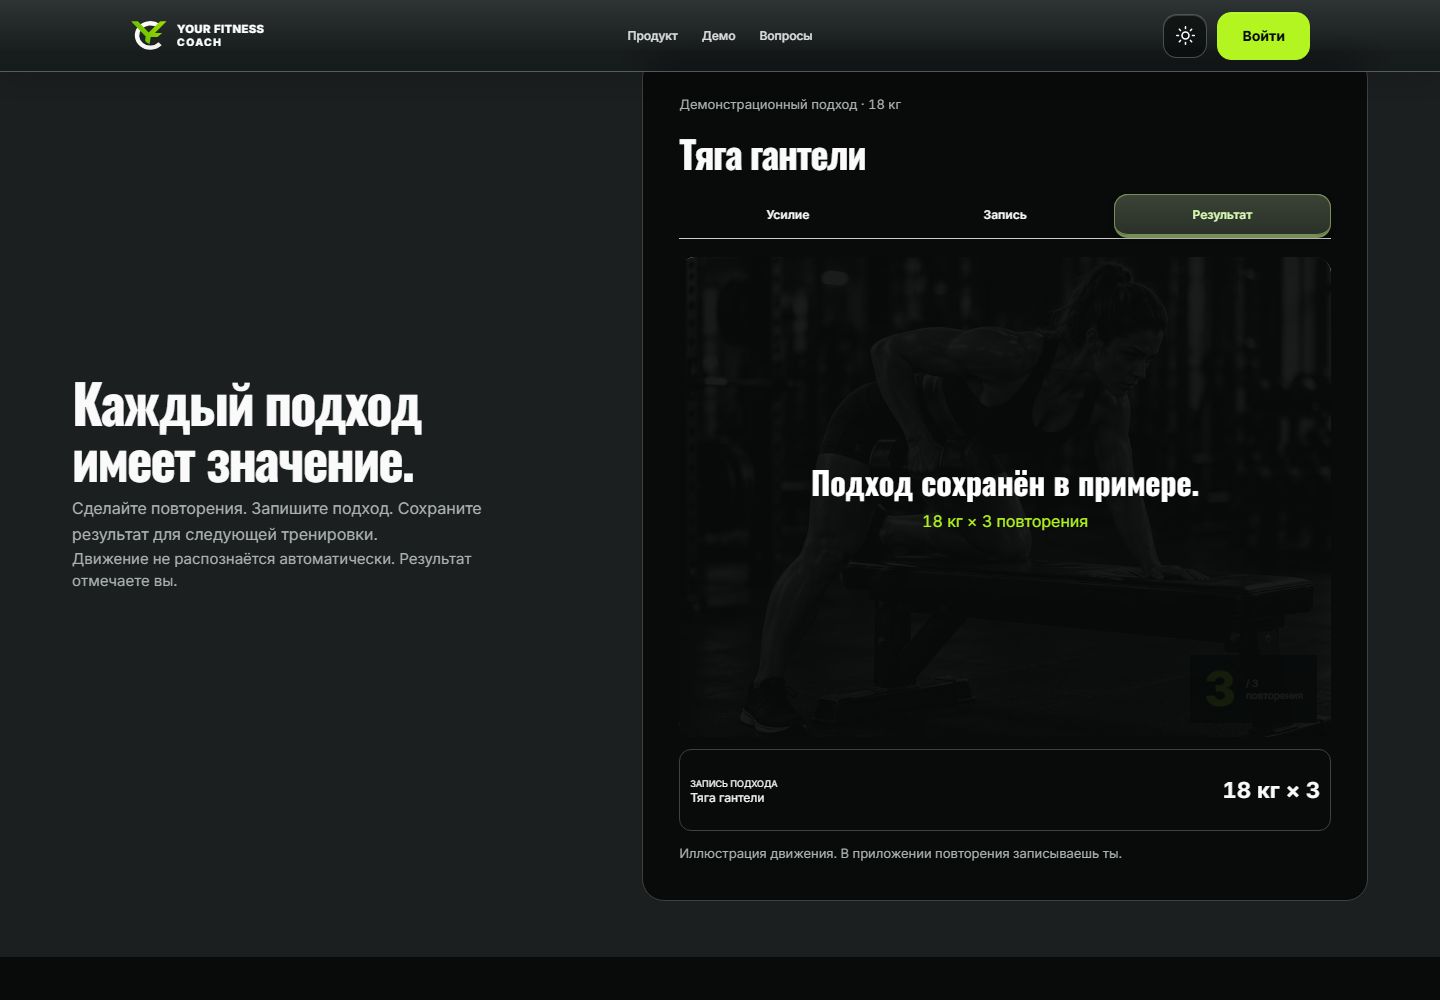 YOUR FITNESS
COACH
Продукт
Демо
Вопросы
Войти
Демонстрационный подход · 18 кг
Тяга гантели
Усилие
Запись
Результат
Каждый подход
имеет значение.
Сделайте повторения. Запишите подход. Сохраните
результат для следующей тренировки.
Движение не распознаётся автоматически. Результат
отмечаете вы.
Подход сохранён в примере.
18 кг × 3 повторения
3
/ 3
повторения
ЗАПИСЬ ПОДХОДА
Тяга гантели
18 кг × 3
Иллюстрация движения. В приложении повторения записываешь ты.